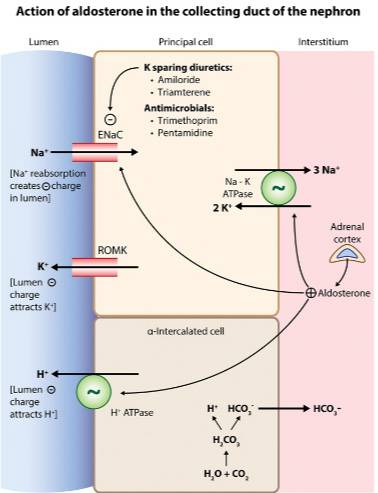 Action of aldosterone in the collecting duct of the nephron
Lumen
Principal cell
Interstitium
K sparing diuretics:
• Amiloride
• Triamterene
Antimicrobials:
• Trimethoprim
• Pentamidine
⊖
ENaC
Na⁺
[Na⁺ reabsorption
creates ⊖ charge
in lumen]
Na - K
ATPase
~
3 Na⁺
2 K⁺
Adrenal
cortex
ROMK
K⁺
[Lumen ⊖
charge
attracts K⁺]
⊕ Aldosterone
α-Intercalated cell
H⁺
[Lumen ⊖
charge
attracts H⁺]
~
H⁺ ATPase
H⁺ HCO₃⁻
HCO₃⁻
H₂CO₃
H₂O + CO₂